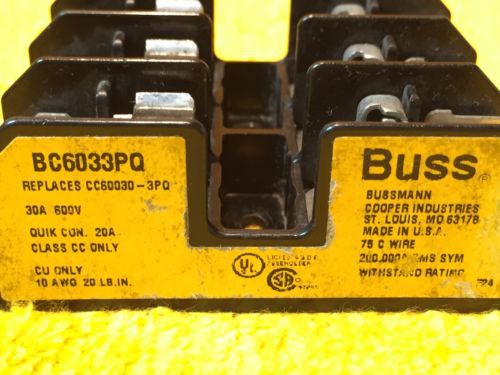 BC6033PQ
REPLACES CC60030-3PQ
30A 600V
QUIK CON. 20A
CLASS CC ONLY
CU ONLY
10 AWG 20 LB.IN.
UL
SA
Buss®
BUSSMANN
COOPER INDUSTRIES
ST. LOUIS, MO 63178
MADE IN U.S.A.
75 C WIRE
200,000A RMS SYM
WITHSTAND RATING